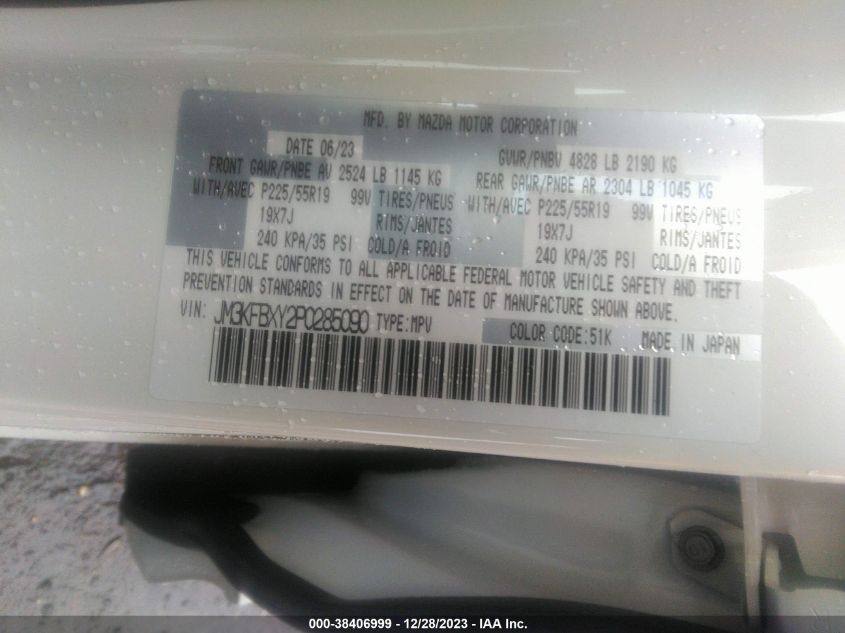 MFD. BY MAZDA MOTOR CORPORATION
DATE 06/23 GVWR/PNBV 4828 LB 2190 KG
FRONT GAWR/PNBE AV 2524 LB 1145 KG REAR GAWR/PNBE AR 2304 LB 1045 KG
WITH/AVEC P225/55R19 99V TIRES/PNEUS WITH/AVEC P225/55R19 99V TIRES/PNEUS
19X7J RIMS/JANTES 19X7J RIMS/JANTES
240 KPA/35 PSI COLD/A FROID 240 KPA/35 PSI COLD/A FROID
THIS VEHICLE CONFORMS TO ALL APPLICABLE FEDERAL MOTOR VEHICLE SAFETY AND THEFT
PREVENTION STANDARDS IN EFFECT ON THE DATE OF MANUFACTURE SHOWN ABOVE.
VIN: JM3KFBXY2P0285090 TYPE:MPV COLOR CODE:51K MADE IN JAPAN
000-38406999 - 12/28/2023 - IAA Inc.